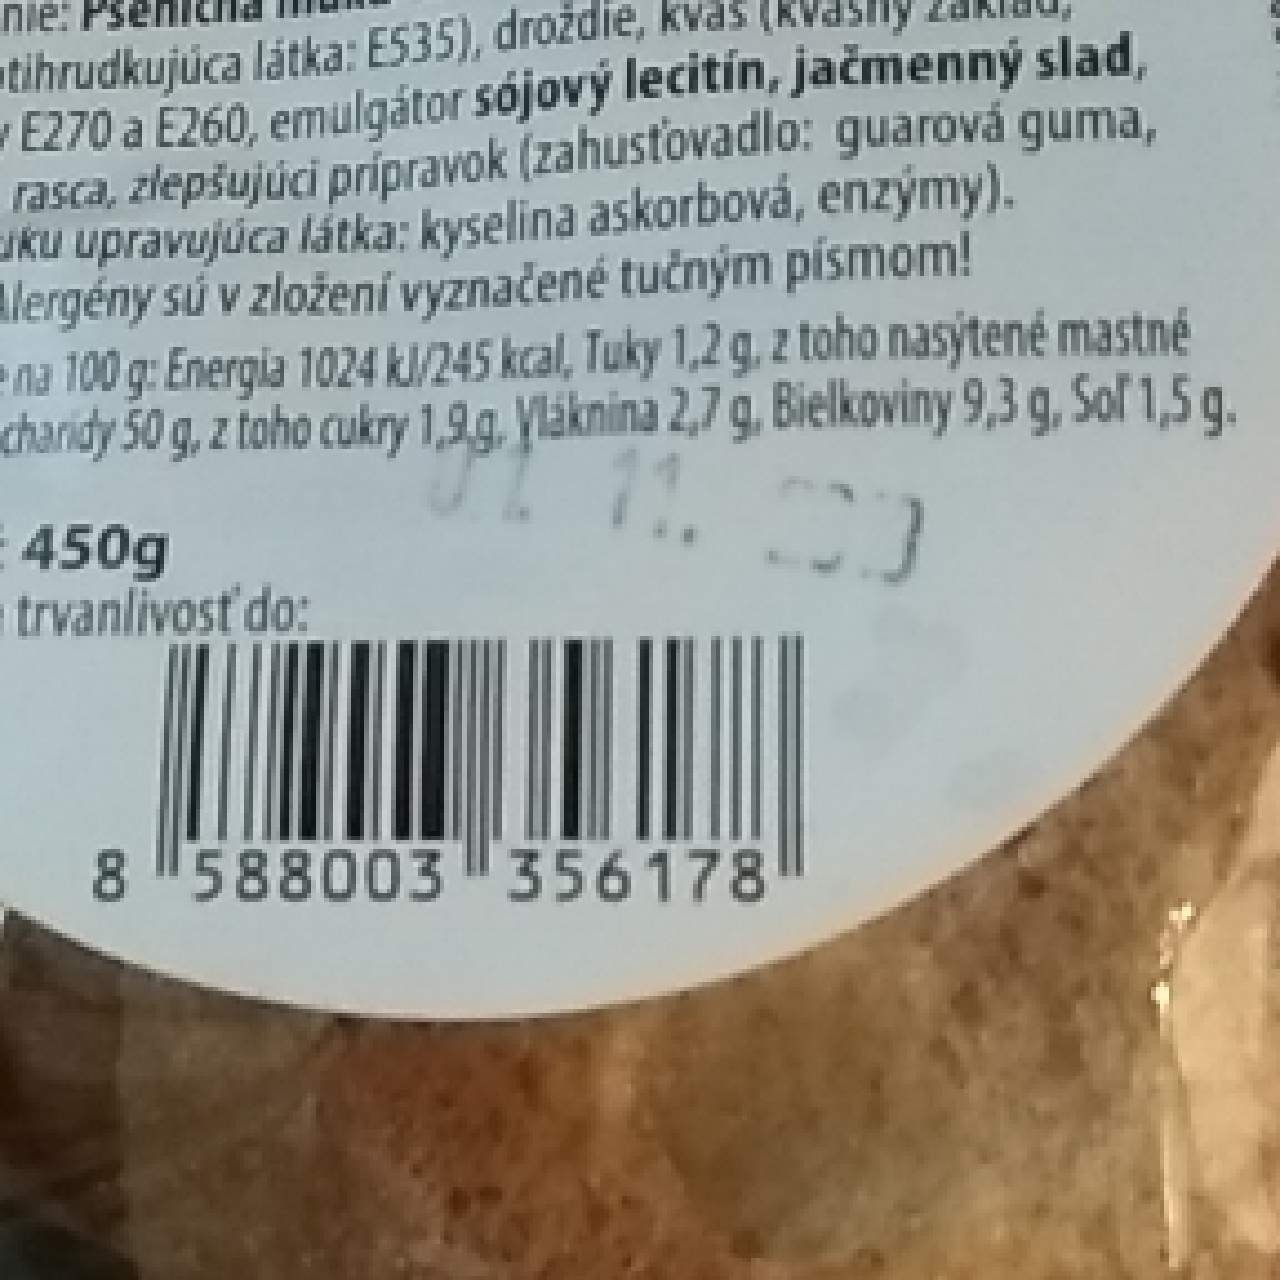 nie: Pšeničná
tihrudkujúca látka: E535), droždie, kvas (kvasný základ,
E270 a E260, emulgátor sójový lecitín, jačmenný slad,
rasca, zlepšujúci prípravok (zahusťovadlo: guarová guma,
uku upravujúca látka: kyselina askorbová, enzýmy).
Alergény sú v zložení vyznačené tučným písmom!
na 100 g: Energia 1024 kJ/245 kcal, Tuky 1,2 g, z toho nasýtené mastné
charidy 50 g, z toho cukry 1,9 g, Vláknina 2,7 g, Bielkoviny 9,3 g, Soľ 1,5 g.
: 450g
trvanlivosť do:
8 588003 356178